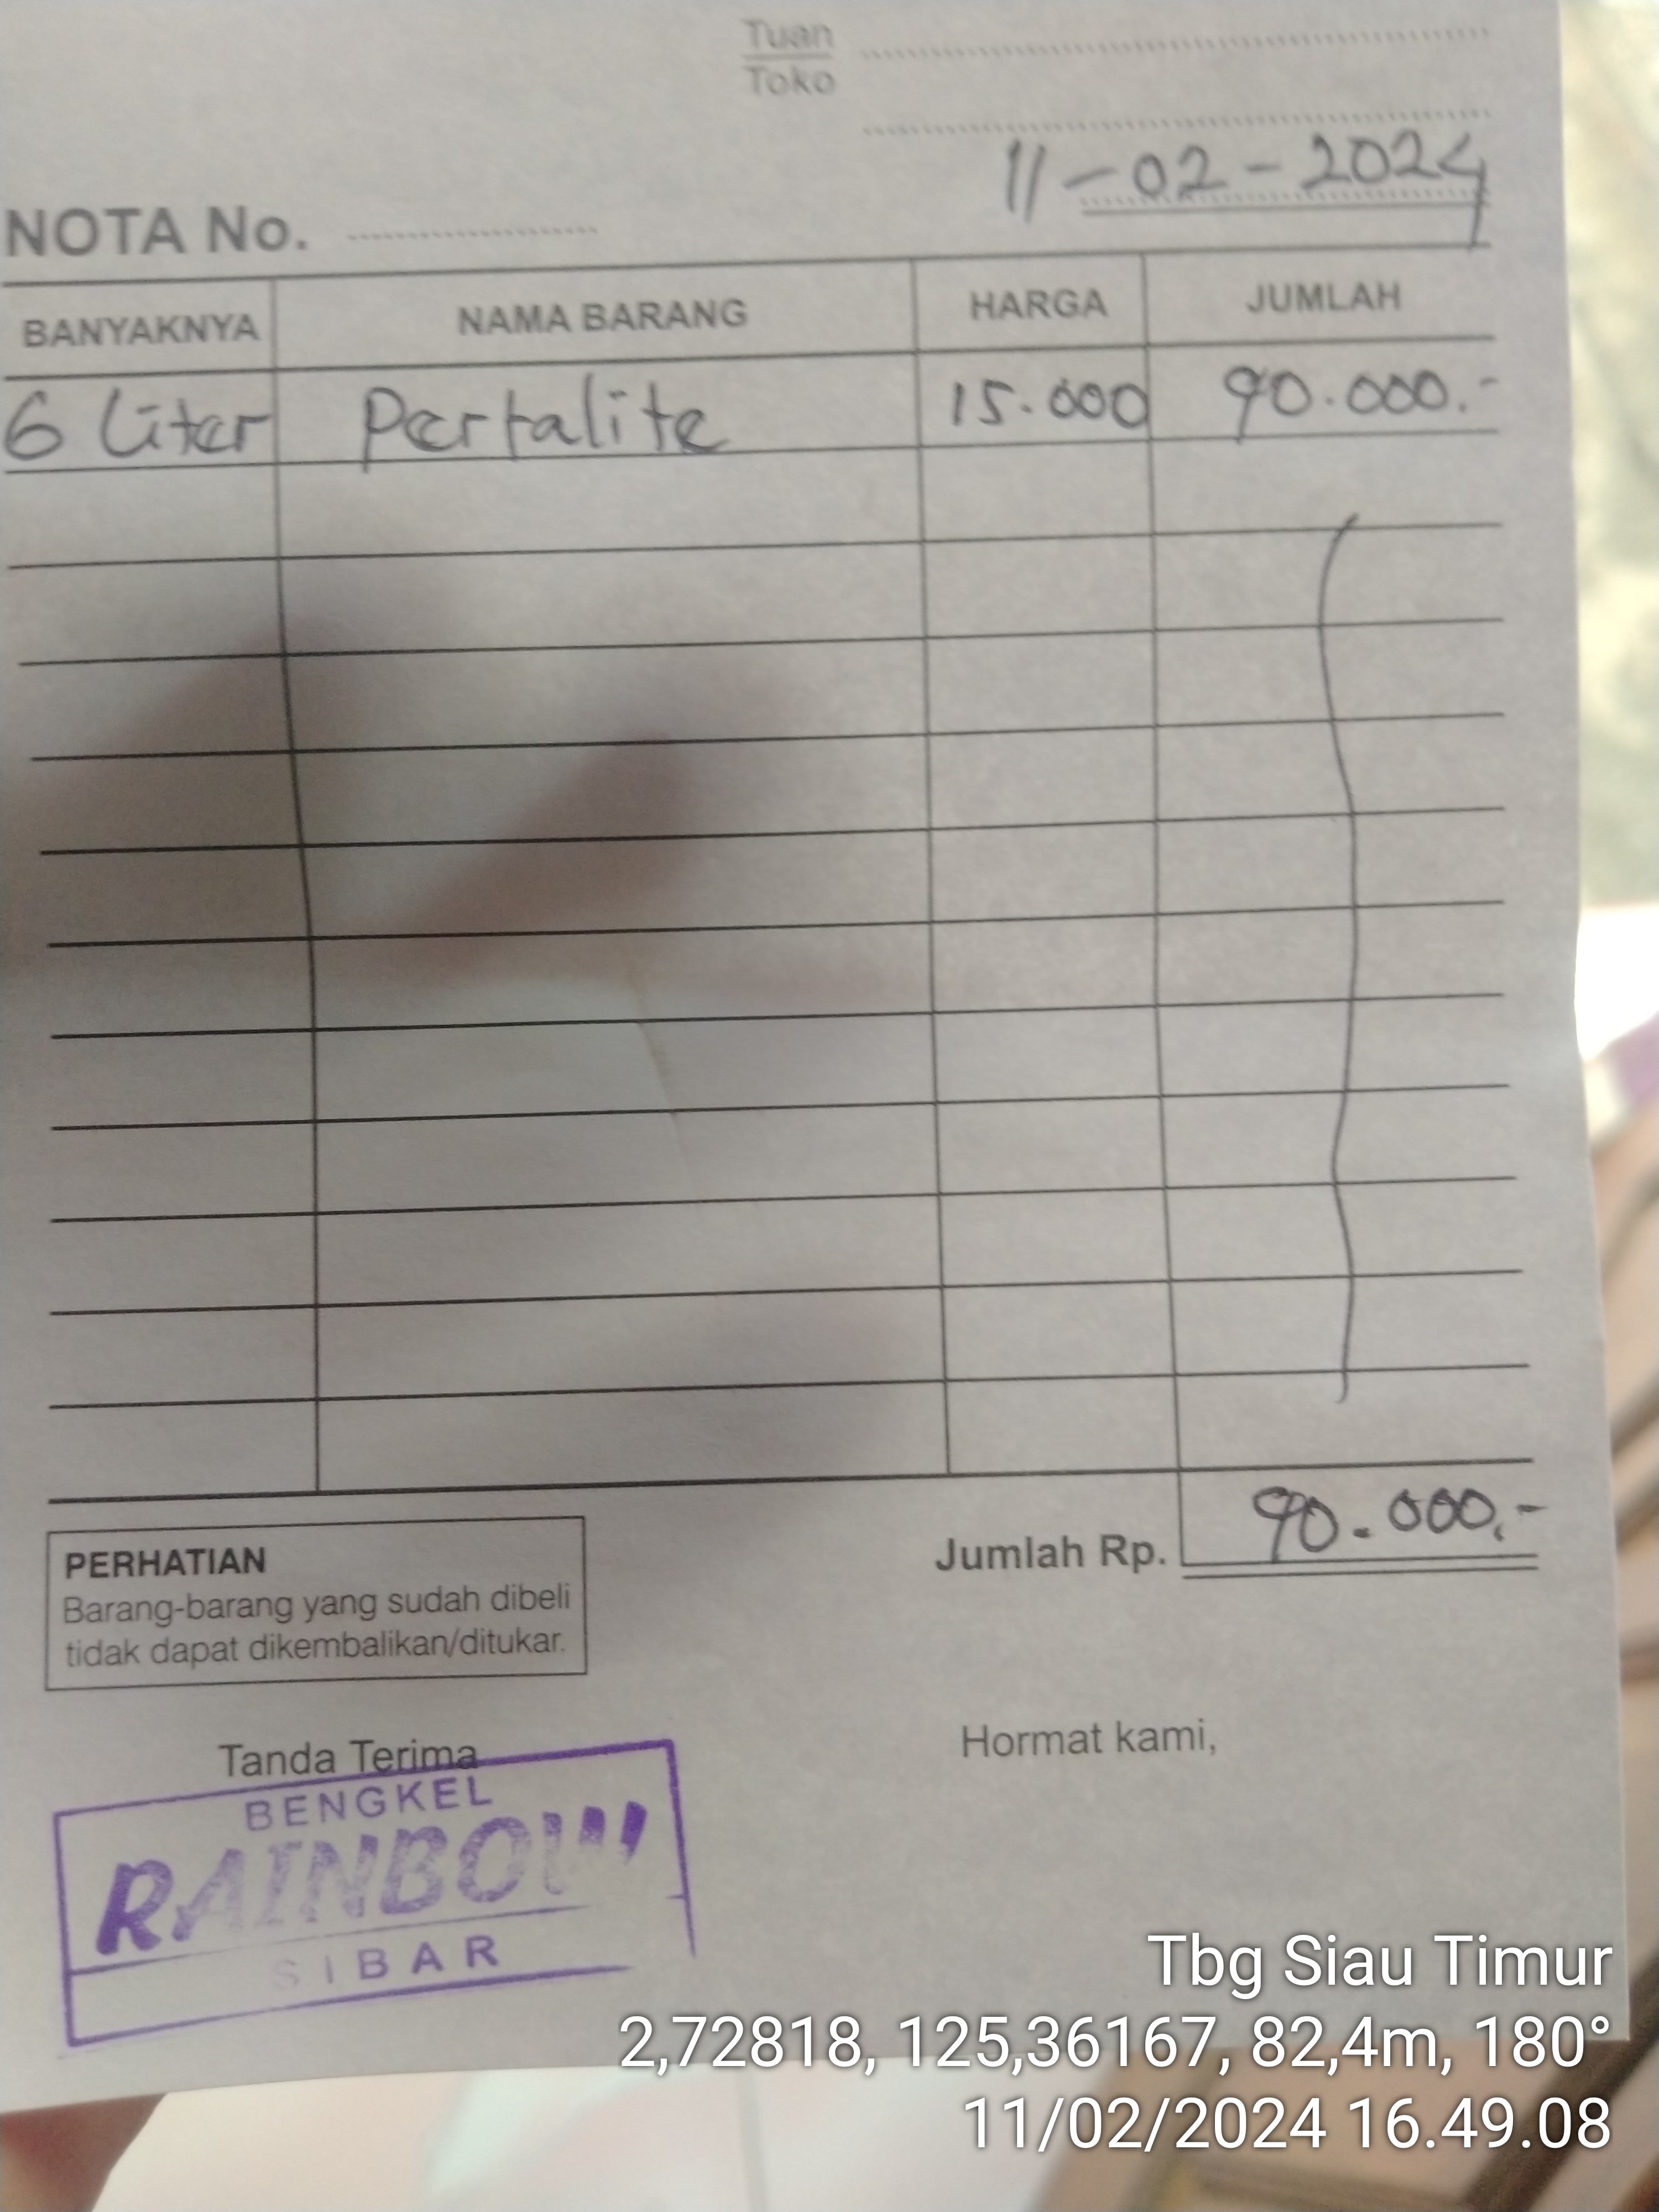 Tuan
Toko
11-02-2024
NOTA No.
BANYAKNYA NAMA BARANG HARGA JUMLAH
6 Liter Pertalite 15.000 90.000.-
Jumlah Rp. 90.000,-
PERHATIAN
Barang-barang yang sudah dibeli
tidak dapat dikembalikan/ditukar.
Tanda Terima
Hormat kami,
BENGKEL
RAINBOW
SIBAR
Tbg Siau Timur
2,72818, 125,36167, 82,4m, 180°
11/02/2024 16.49.08